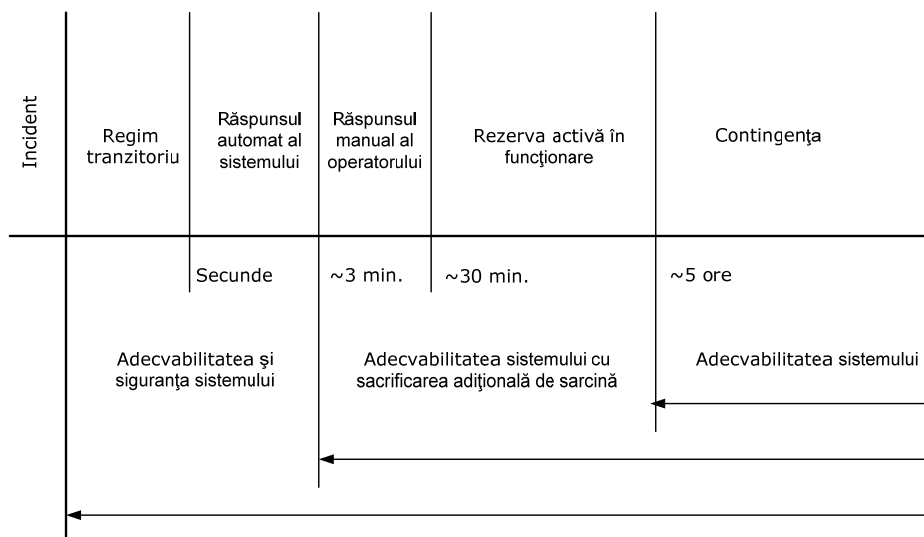 Incident
Regim
tranzitoriu
Răspunsul
automat al
sistemului
Răspunsul
manual al
operatorului
Rezerva activă în
funcţionare
Contingenţa
Secunde
~3 min.
~30 min.
~5 ore
Adecvabilitatea şi
siguranţa sistemului
Adecvabilitatea sistemului cu
sacrificarea adiţională de sarcină
Adecvabilitatea sistemului